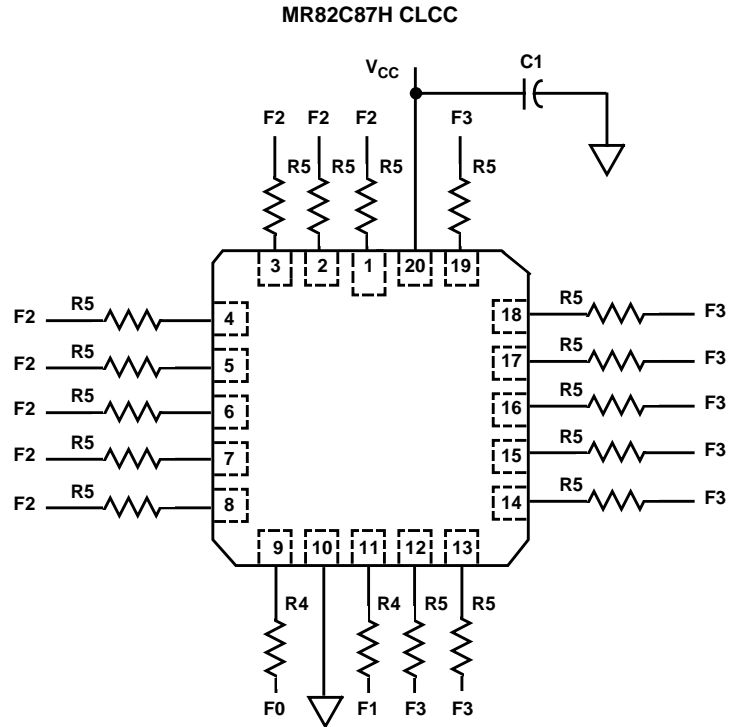 MR82C87H CLCC
V_CC C1
F2 F2 F2 F3
R5 R5 R5 R5
3 2 1 20 19
F2 R5 4 18 R5 F3
F2 R5 5 17 R5 F3
F2 R5 6 16 R5 F3
F2 R5 7 15 R5 F3
F2 R5 8 14 R5 F3
9 10 11 12 13
R4 R4 R5 R5
F0 F1 F3 F3